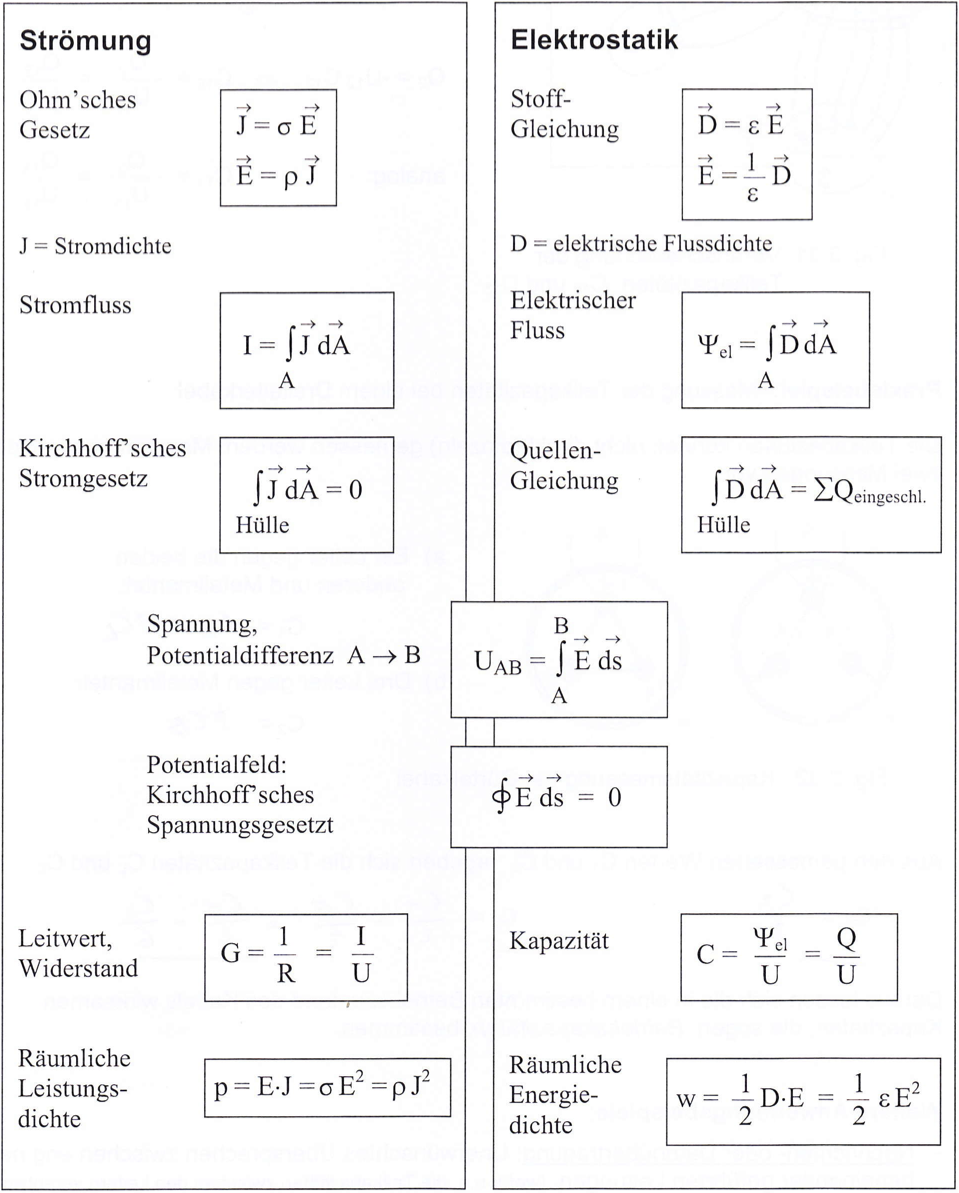 Strömung
Ohm'sches
Gesetz
J⃗ = σ E⃗
E⃗ = ρ J⃗
J = Stromdichte
Stromfluss
I = ∫ J⃗ dA⃗
A
Kirchhoff'sches
Stromgesetz
∫ J⃗ dA⃗ = 0
Hülle
Elektrostatik
Stoff-
Gleichung
D⃗ = ε E⃗
E⃗ = 1/ε D⃗
D = elektrische Flussdichte
Elektrischer
Fluss
Ψel = ∫ D⃗ dA⃗
A
Quellen-
Gleichung
∫ D⃗ dA⃗ = ΣQeingeschl.
Hülle
Spannung,
Potentialdifferenz A → B
B
UAB = ∫ E⃗ ds⃗
A
Potentialfeld:
Kirchhoff'sches
Spannungsgesetzt
∮ E⃗ ds⃗ = 0
Leitwert,
Widerstand
G = 1/R = I/U
Räumliche
Leistungs-
dichte
p = E·J = σ E² = ρ J²
Kapazität
C = Ψel/U = Q/U
Räumliche
Energie-
dichte
w = 1/2 D·E = 1/2 ε E²